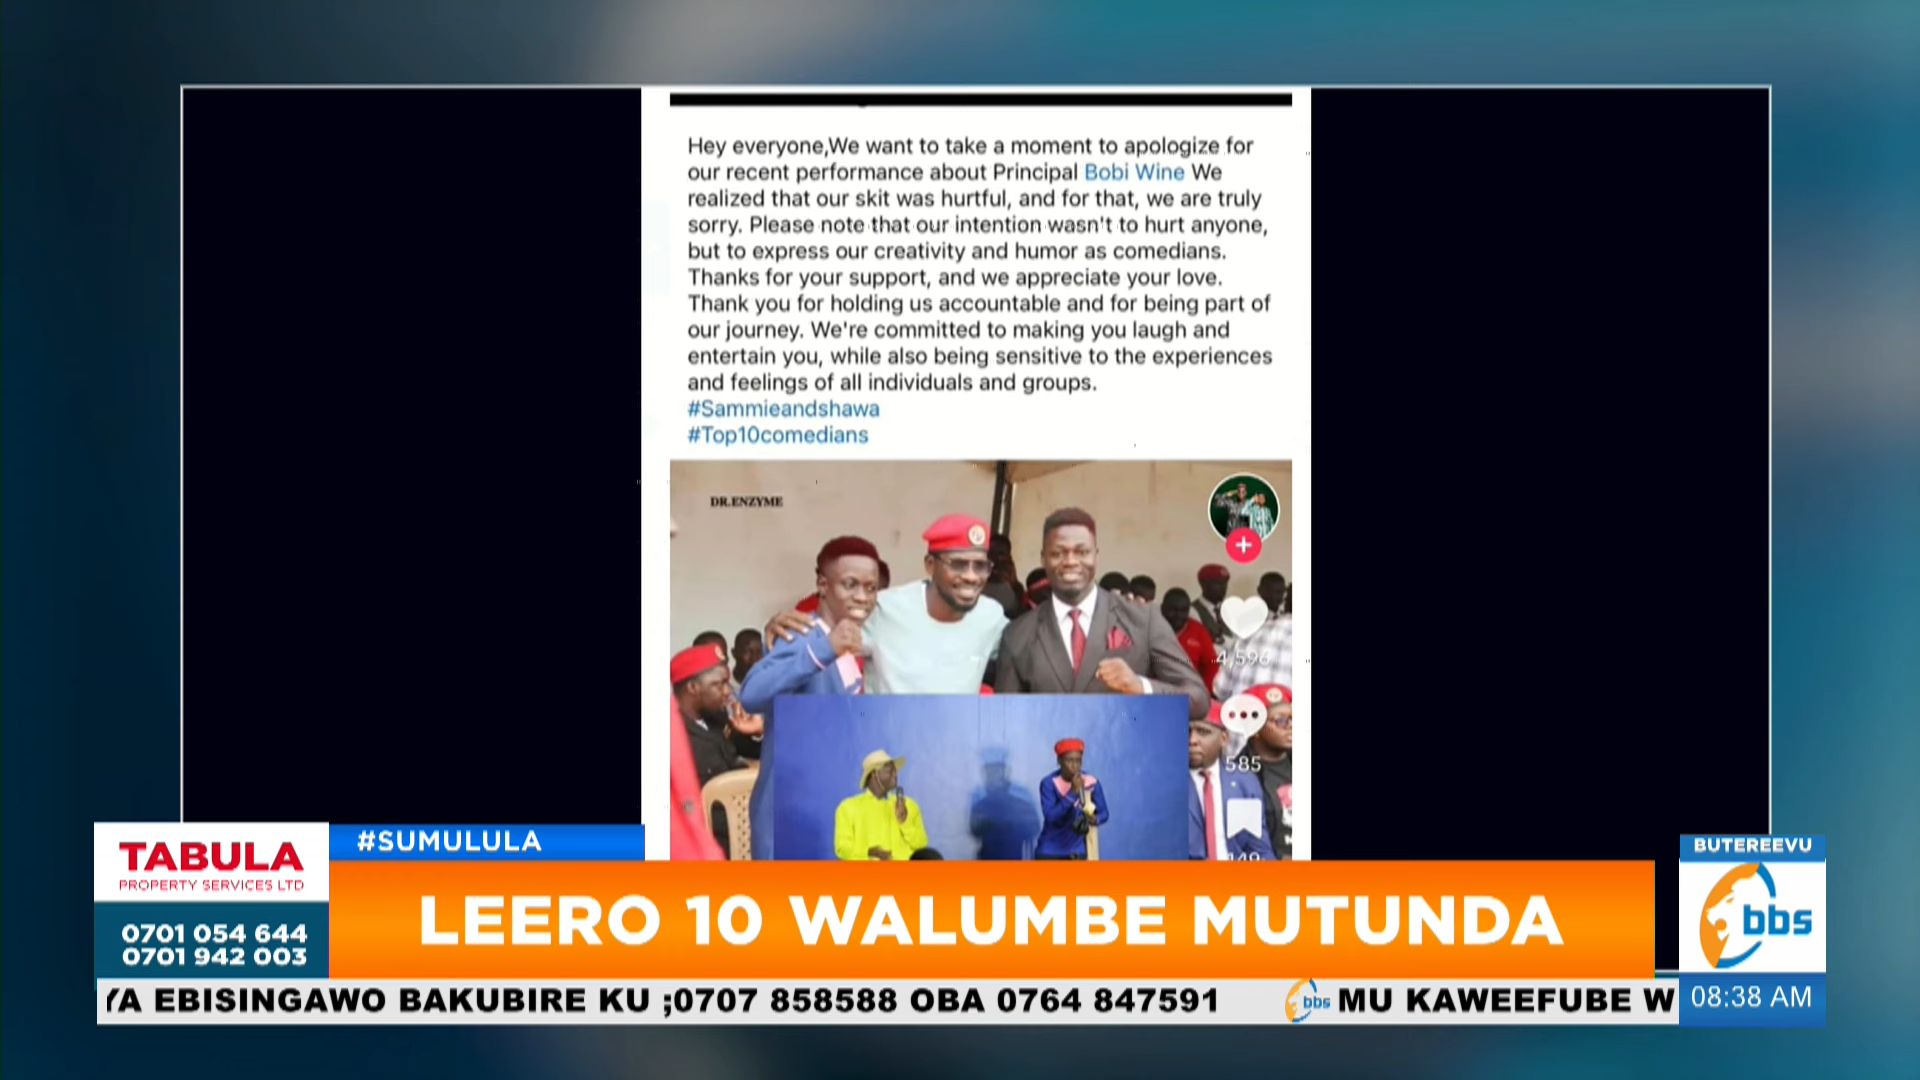 Hey everyone,We want to take a moment to apologize for
our recent performance about Principal Bobi Wine We
realized that our skit was hurtful, and for that, we are truly
sorry. Please note that our intention wasn't to hurt anyone,
but to express our creativity and humor as comedians.
Thanks for your support, and we appreciate your love.
Thank you for holding us accountable and for being part of
our journey. We're committed to making you laugh and
entertain you, while also being sensitive to the experiences
and feelings of all individuals and groups.
#Sammieandshawa
#Top10comedians
DR.ENZYME
4,596
585
TABULA
PROPERTY SERVICES LTD
0701 054 644
0701 942 003
#SUMULULA
LEERO 10 WALUMBE MUTUNDA
BUTEREEVU
bbs
08:38 AM
YA EBISINGAWO BAKUBIRE KU ;0707 858588 OBA 0764 847591 bbs MU KAWEEFUBE W